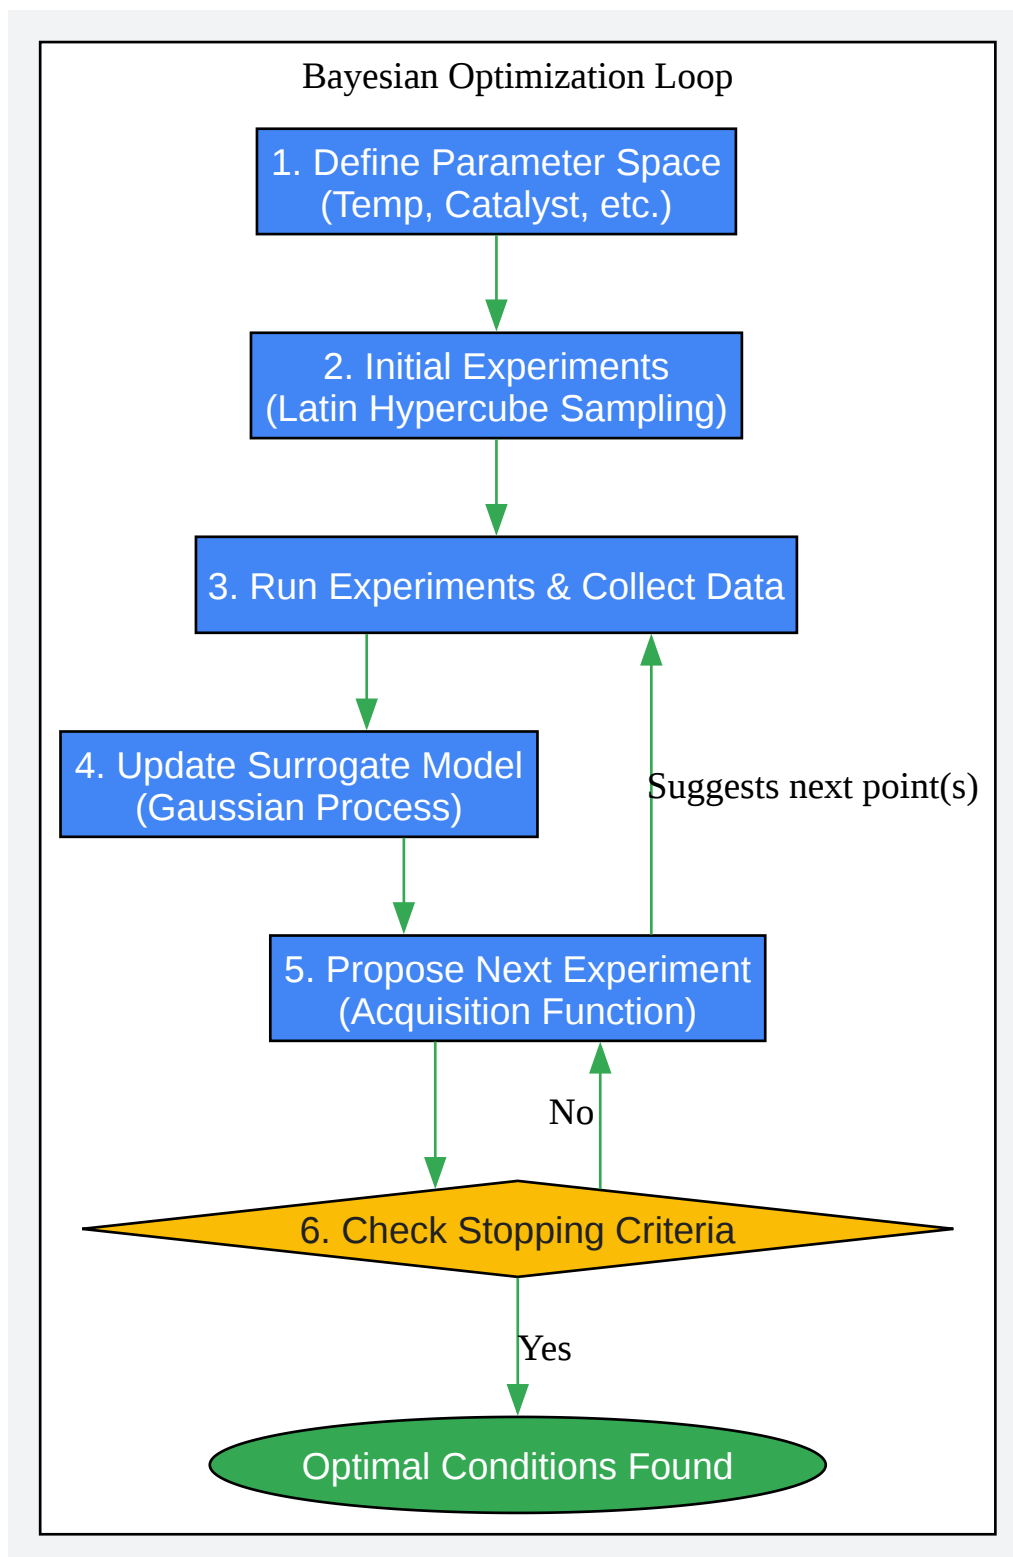 Bayesian Optimization Loop
1. Define Parameter Space
(Temp, Catalyst, etc.)
2. Initial Experiments
(Latin Hypercube Sampling)
3. Run Experiments & Collect Data
4. Update Surrogate Model
(Gaussian Process)
Suggests next point(s)
5. Propose Next Experiment
(Acquisition Function)
No
6. Check Stopping Criteria
Yes
Optimal Conditions Found